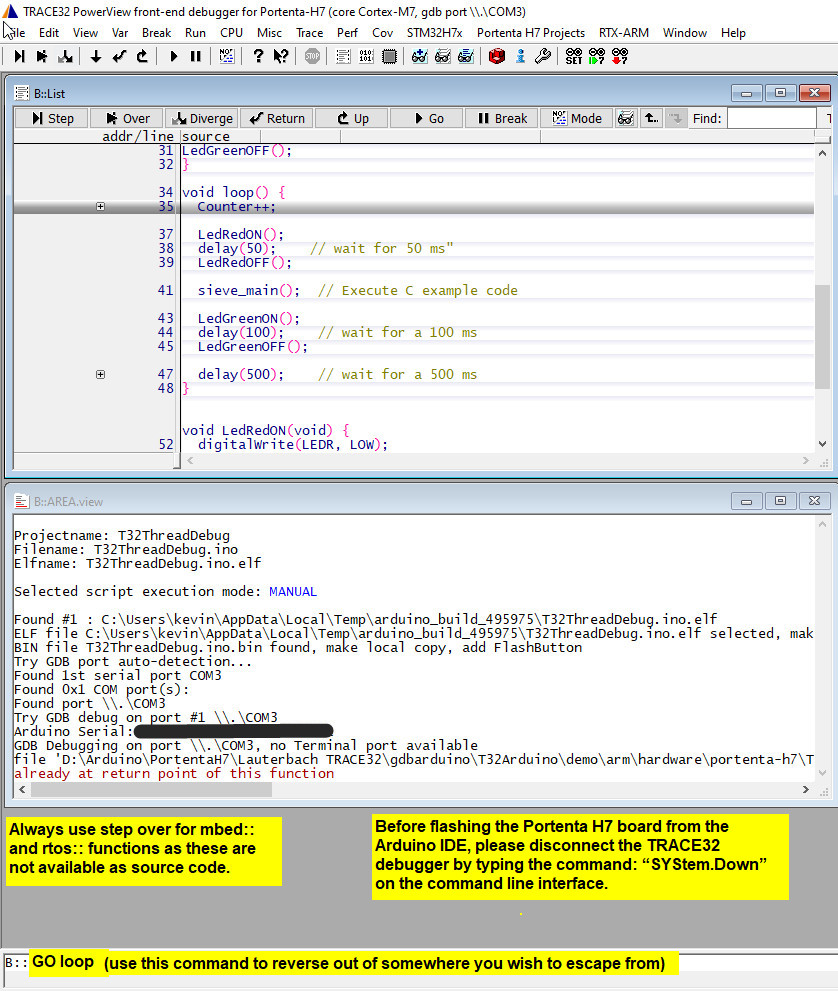 TRACE32 PowerView front-end debugger for Portenta-H7 (core Cortex-M7, gdb port \\.\COM3)
File Edit View Var Break Run CPU Misc Trace Perf Cov STM32H7x Portenta H7 Projects RTX-ARM Window Help
STOP SET ?
B::List
Step Over Diverge Return Up Go Break Mode Find: T
addr/line source
31 LedGreenOFF();
32 }
34 void loop() {
35 Counter++;
37 LedRedON();
38 delay(50); // wait for 50 ms"
39 LedRedOFF();
41 sieve_main(); // Execute C example code
43 LedGreenON();
44 delay(100); // wait for a 100 ms
45 LedGreenOFF();
47 delay(500); // wait for a 500 ms
48 }
void LedRedON(void) {
52 digitalWrite(LEDR, LOW);
B::AREA.view
Projectname: T32ThreadDebug
Filename: T32ThreadDebug.ino
Elfname: T32ThreadDebug.ino.elf
Selected script execution mode: MANUAL
Found #1 : C:\Users\kevin\AppData\Local\Temp\arduino_build_495975\T32ThreadDebug.ino.elf
ELF file C:\Users\kevin\AppData\Local\Temp\arduino_build_495975\T32ThreadDebug.ino.elf selected, mak
BIN file T32ThreadDebug.ino.bin found, make local copy, add FlashButton
Try GDB port auto-detection...
Found 1st serial port COM3
Found 0x1 COM port(s):
Found port \\.\COM3
Try GDB debug on port #1 \\.\COM3
Arduino Serial:
GDB Debugging on port \\.\COM3, no Terminal port available
file 'D:\Arduino\PortentaH7\Lauterbach TRACE32\gdbarduino\T32Arduino\demo\arm\hardware\portenta-h7\T
already at return point of this function
Always use step over for mbed::
and rtos:: functions as these are
not available as source code.
Before flashing the Portenta H7 board from the
Arduino IDE, please disconnect the TRACE32
debugger by typing the command: “SYStem.Down”
on the command line interface.
B:: GO loop (use this command to reverse out of somewhere you wish to escape from)